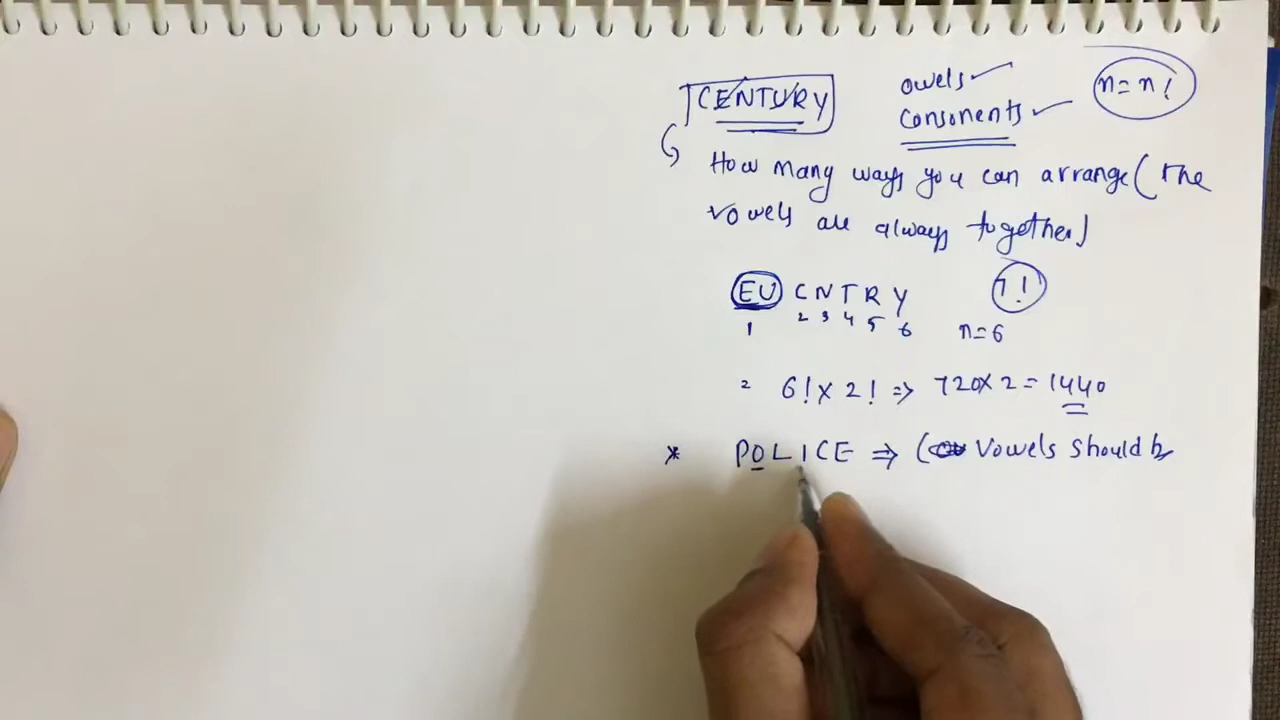 CENTURY
owels ✓
Consonents ✓
n = n!
How many ways you can arrange (The
vowels are always together)
EU C N T R Y
1 2 3 4 5 6
7!
n=6
2 6! x 2! => 720 x 2 = 1440
* POLICE => ( Vowels should b